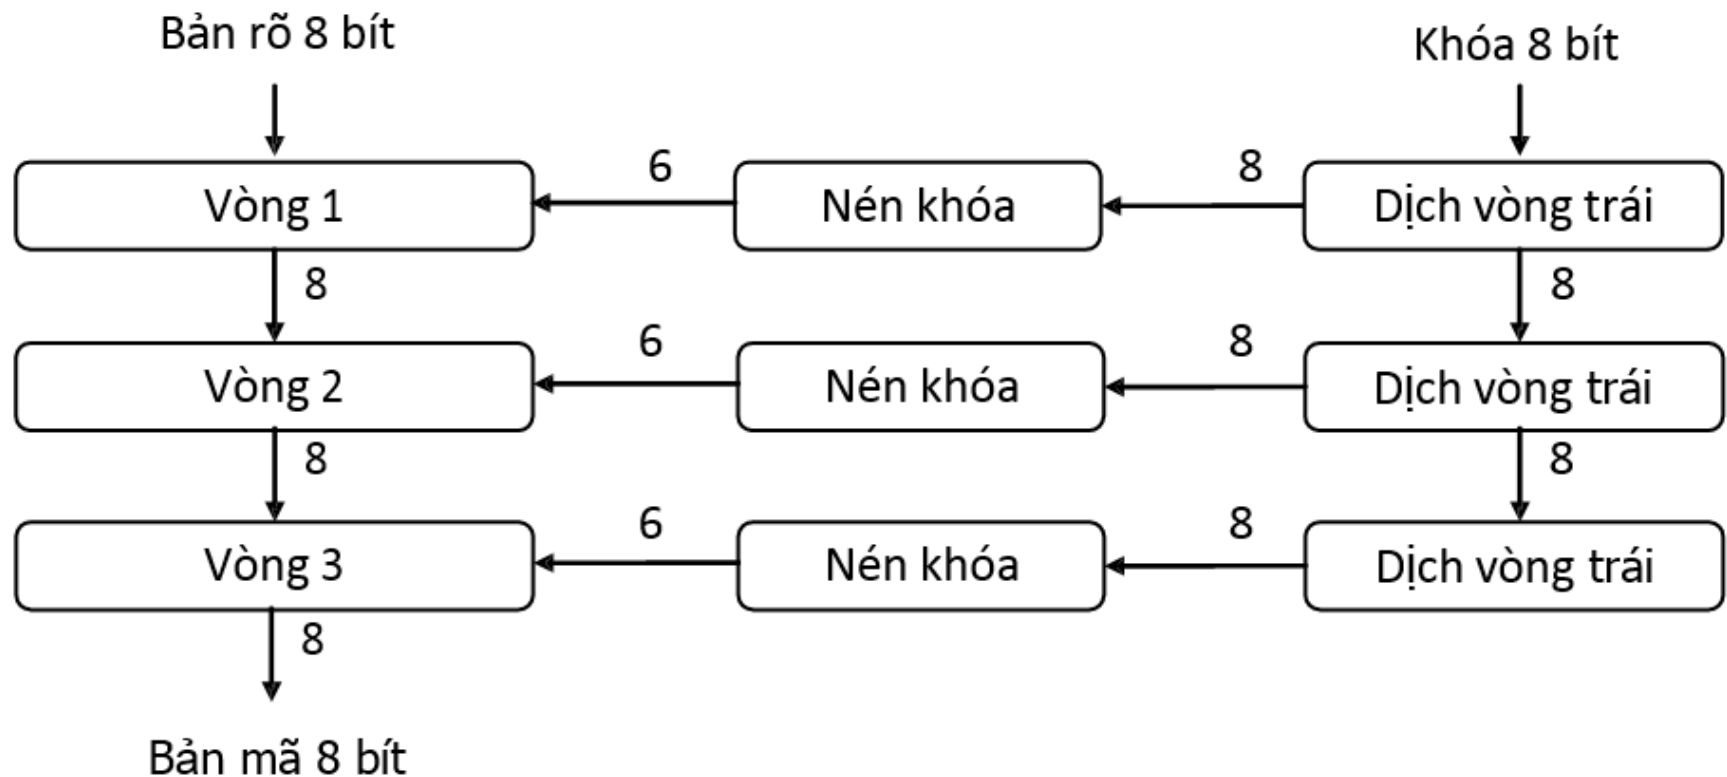 Bản rõ 8 bít
Khóa 8 bít
Vòng 1
6
Nén khóa
8
Dịch vòng trái
8
8
Vòng 2
6
Nén khóa
8
Dịch vòng trái
8
8
Vòng 3
6
Nén khóa
8
Dịch vòng trái
8
Bản mã 8 bít